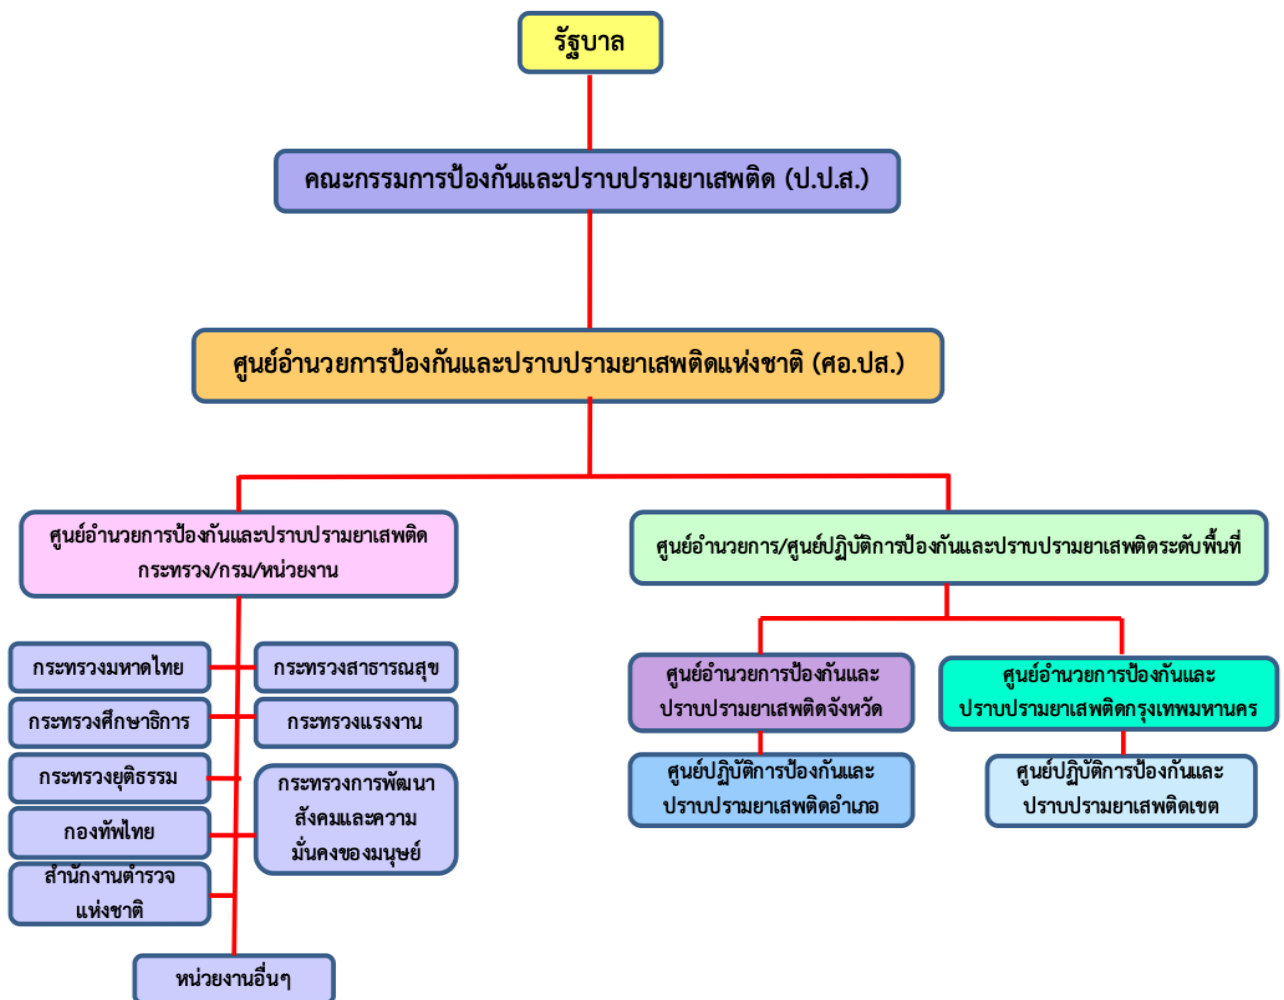 รัฐบาล
คณะกรรมการป้องกันและปราบปรามยาเสพติด (ป.ป.ส.)
ศูนย์อำนวยการป้องกันและปราบปรามยาเสพติดแห่งชาติ (ศอ.ปส.)
ศูนย์อำนวยการป้องกันและปราบปรามยาเสพติด
กระทรวง/กรม/หน่วยงาน
กระทรวงมหาดไทย
กระทรวงสาธารณสุข
กระทรวงศึกษาธิการ
กระทรวงแรงงาน
กระทรวงยุติธรรม
กระทรวงการพัฒนา
สังคมและความ
มั่นคงของมนุษย์
กองทัพไทย
สำนักงานตำรวจ
แห่งชาติ
หน่วยงานอื่นๆ
ศูนย์อำนวยการ/ศูนย์ปฏิบัติการป้องกันและปราบปรามยาเสพติดระดับพื้นที่
ศูนย์อำนวยการป้องกันและ
ปราบปรามยาเสพติดจังหวัด
ศูนย์ปฏิบัติการป้องกันและ
ปราบปรามยาเสพติดอำเภอ
ศูนย์อำนวยการป้องกันและ
ปราบปรามยาเสพติดกรุงเทพมหานคร
ศูนย์ปฏิบัติการป้องกันและ
ปราบปรามยาเสพติดเขต